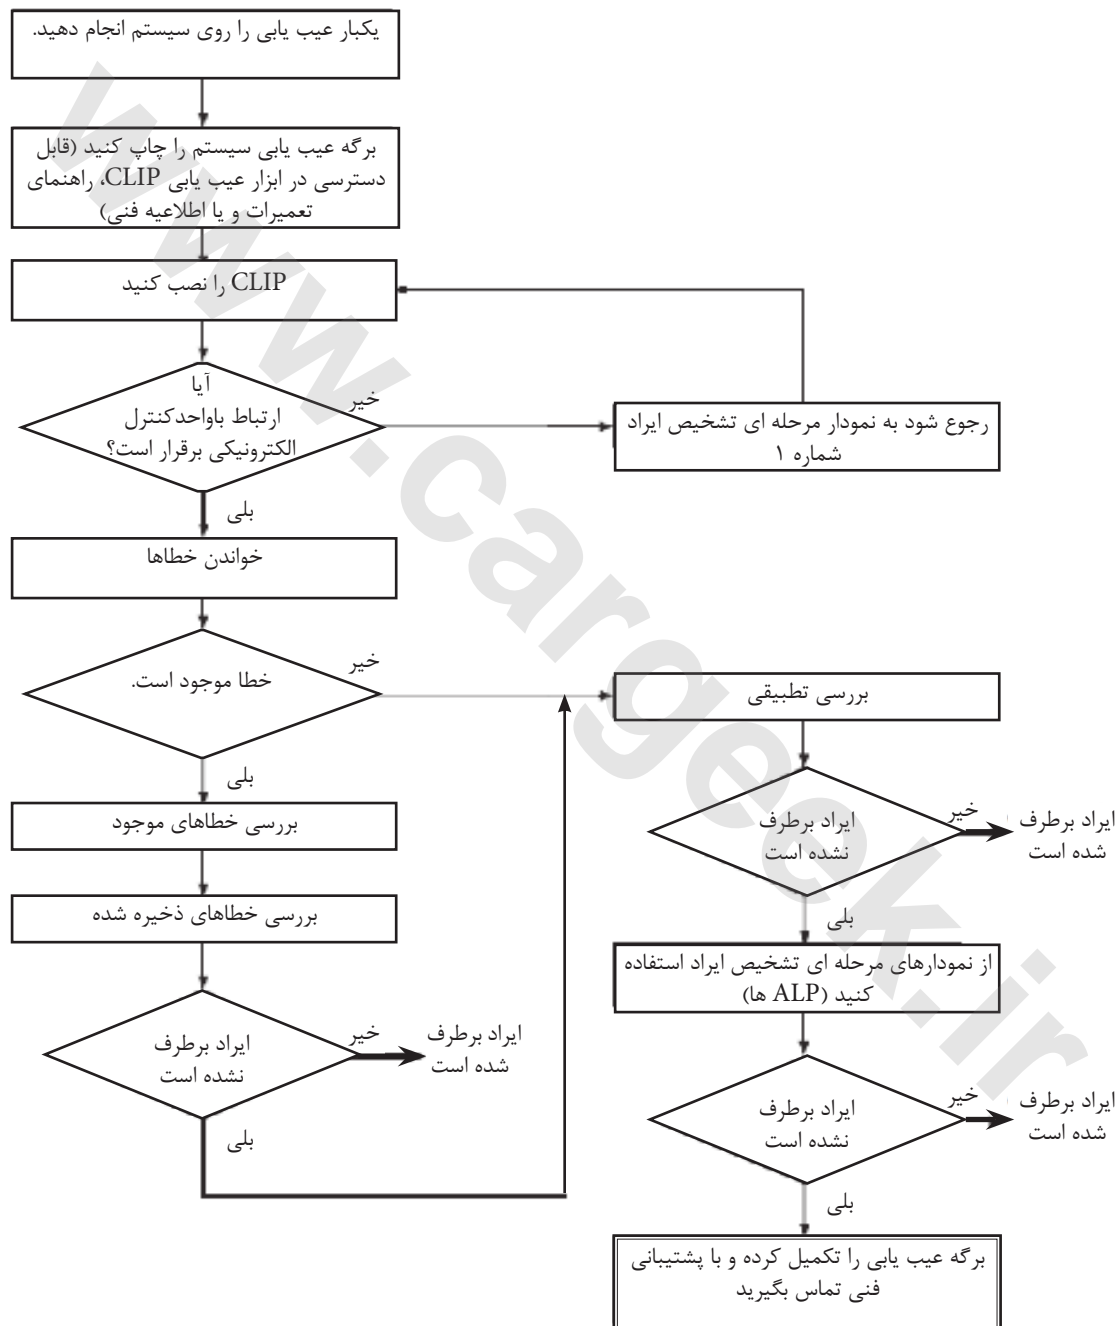 یکبار عیب یابی را روی سیستم انجام دهید.
برگه عیب یابی سیستم را چاپ کنید (قابل
دسترسی در ابزار عیب یابی CLIP، راهنمای
تعمیرات و یا اطلاعیه فنی)
CLIP را نصب کنید
آیا
ارتباط باواحدکنترل
الکترونیکی برقرار است؟
خیر
رجوع شود به نمودار مرحله ای تشخیص ایراد
شماره ۱
بلی
خواندن خطاها
خطا موجود است.
خیر
بلی
بررسی خطاهای موجود
بررسی خطاهای ذخیره شده
ایراد برطرف
نشده است
خیر
ایراد برطرف
شده است
بلی
بررسی تطبیقی
ایراد برطرف
نشده است
خیر
ایراد برطرف
شده است
بلی
از نمودارهای مرحله ای تشخیص ایراد استفاده
کنید (ALP ها)
ایراد برطرف
نشده است
خیر
ایراد برطرف
شده است
بلی
برگه عیب یابی را تکمیل کرده و با پشتیبانی
فنی تماس بگیرید
www.cargeek.ir